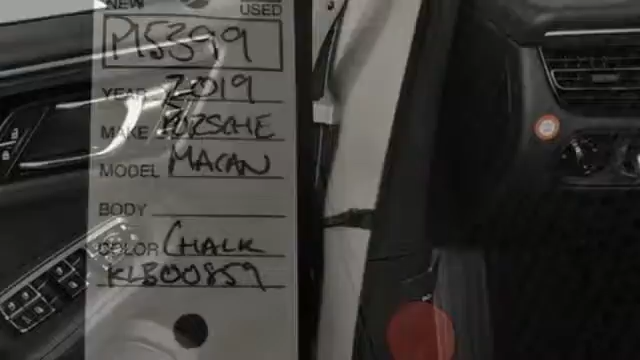 NEW USED
P15399
YEAR 2019
MAKE PORSCHE
MODEL MACAN
BODY
COLOR CHALK
KLB00859